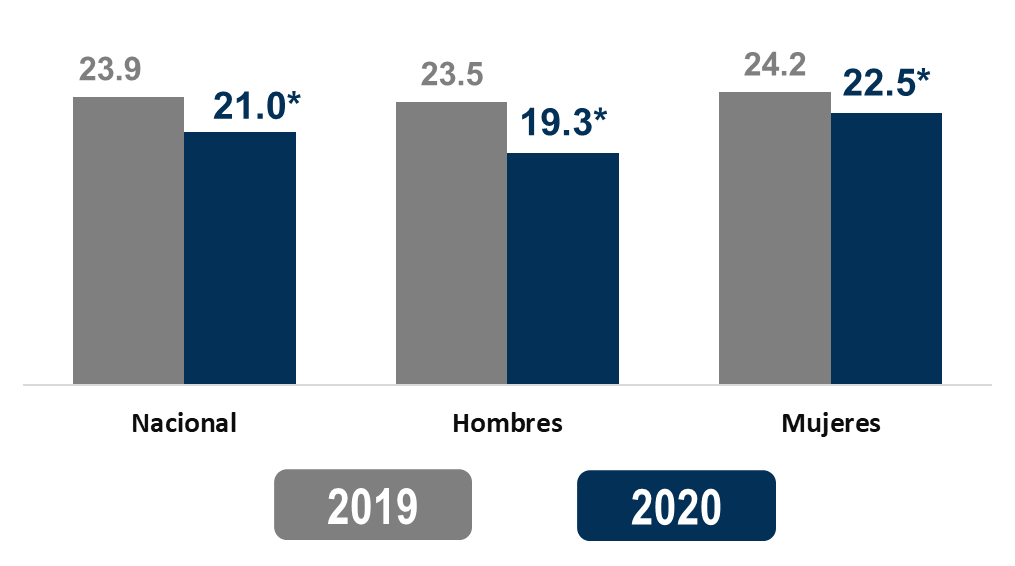 23.9
21.0*
23.5
19.3*
24.2
22.5*
Nacional
Hombres
Mujeres
2019
2020